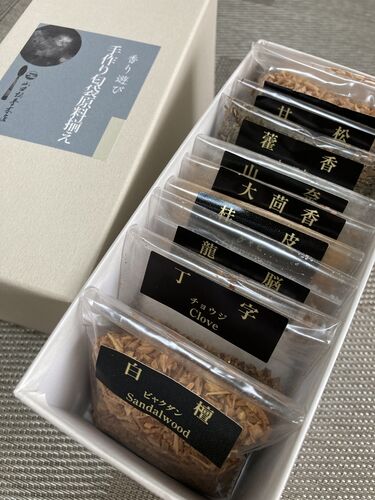 香り遊び
手作り匂袋原料揃え
甘松
藿香
山奈
大茴香
桂皮
龍脳
丁字
チョウジ
Clove
白檀
ビャクダン
Sandalwood